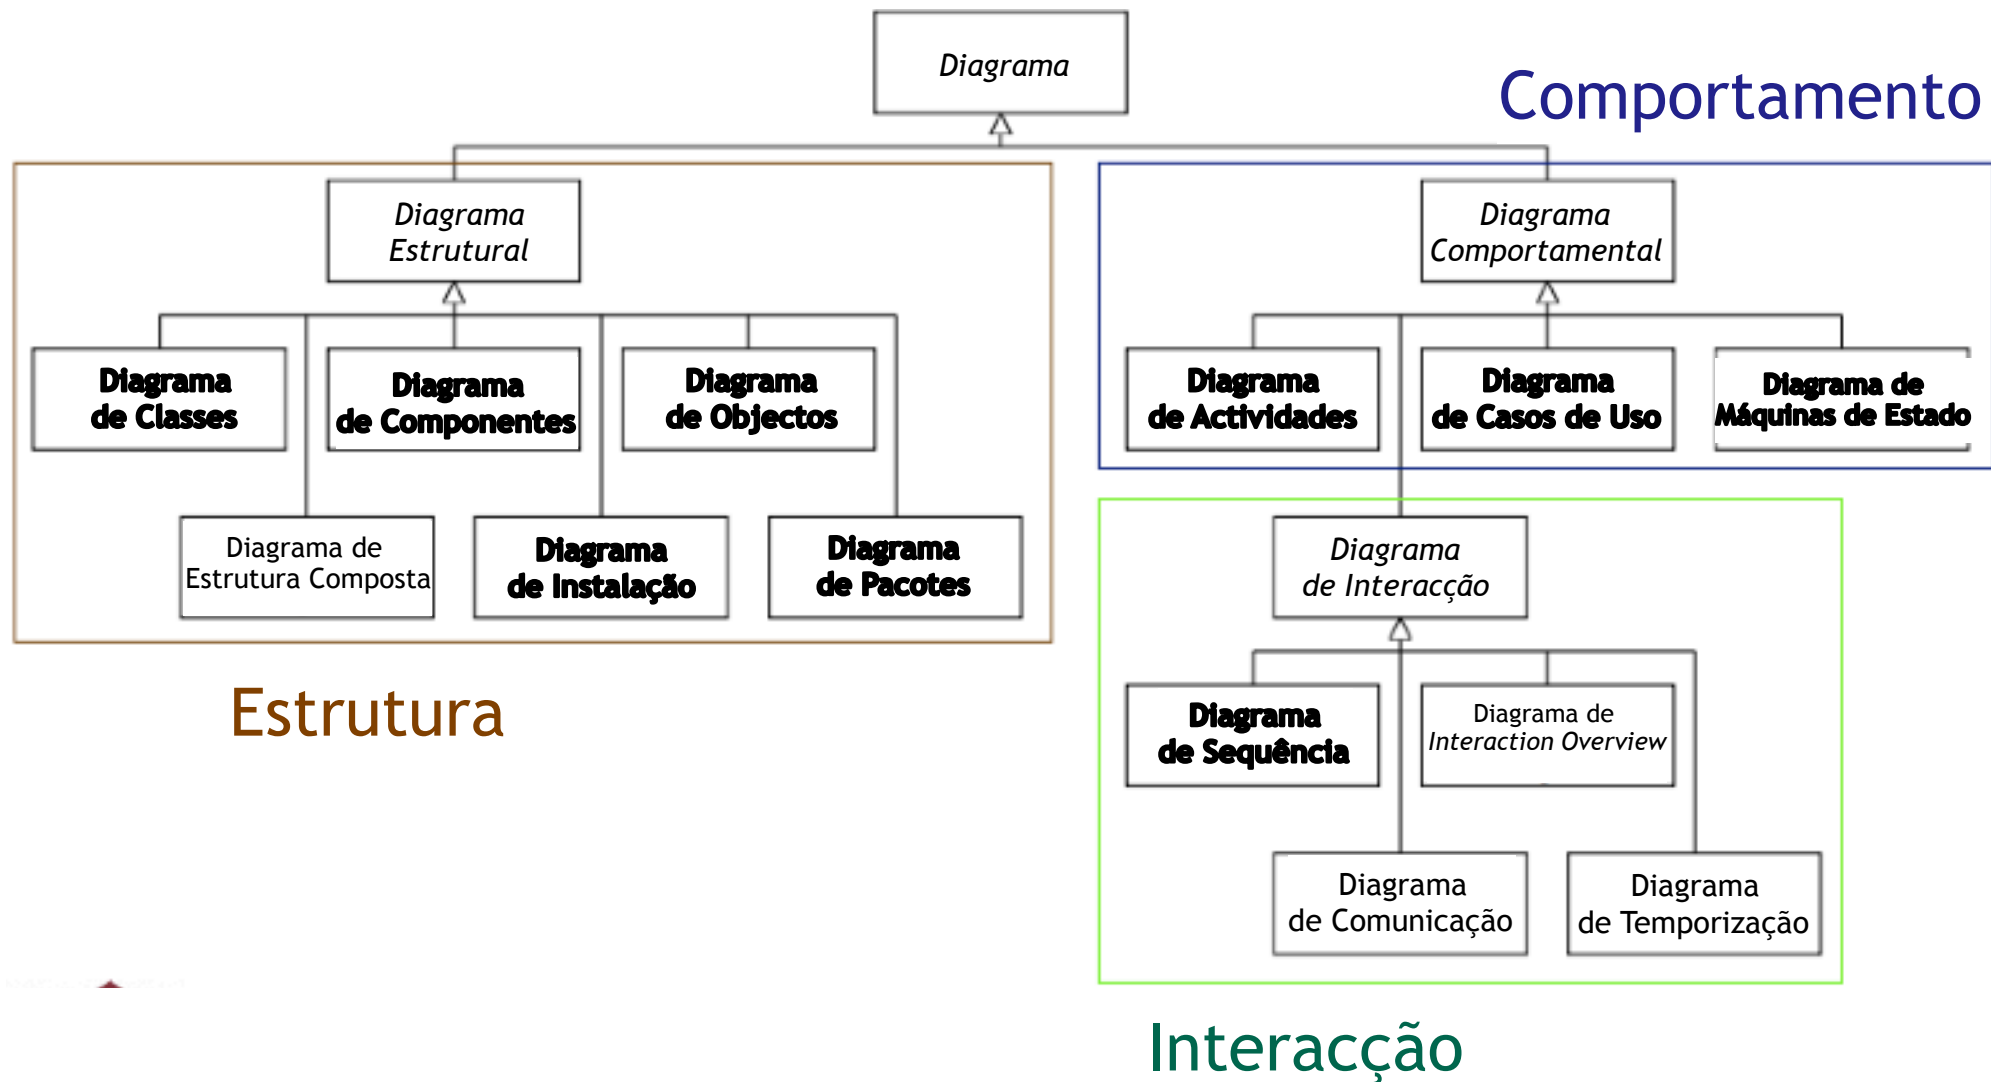 Diagrama
Comportamento
Diagrama
Estrutural
Diagrama
Comportamental
Diagrama
de Classes
Diagrama
de Componentes
Diagrama
de Objectos
Diagrama
de Actividades
Diagrama
de Casos de Uso
Diagrama de
Máquinas de Estado
Diagrama de
Estrutura Composta
Diagrama
de Instalação
Diagrama
de Pacotes
Diagrama
de Interacção
Estrutura
Diagrama
de Sequência
Diagrama de
Interaction Overview
Diagrama
de Comunicação
Diagrama
de Temporização
Interacção